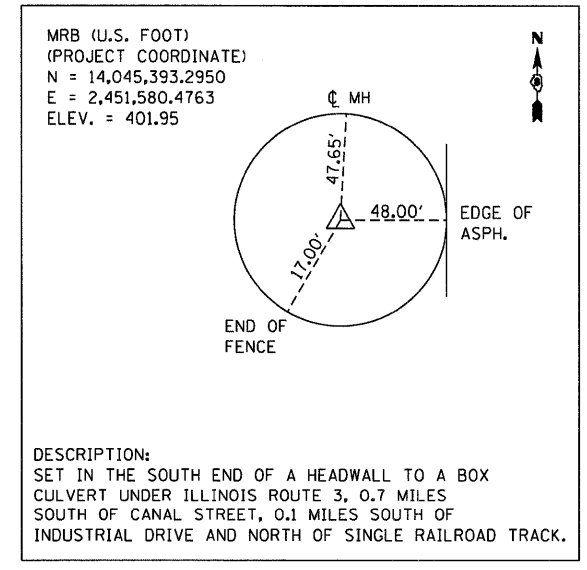 MRB (U.S. FOOT)
(PROJECT COORDINATE)
N = 14,045,393.2950
E = 2,451,580.4763
ELEV. = 401.95
N
℄ MH
47.65'
48.00'
EDGE OF
ASPH.
17.00'
END OF
FENCE
DESCRIPTION:
SET IN THE SOUTH END OF A HEADWALL TO A BOX
CULVERT UNDER ILLINOIS ROUTE 3, 0.7 MILES
SOUTH OF CANAL STREET, 0.1 MILES SOUTH OF
INDUSTRIAL DRIVE AND NORTH OF SINGLE RAILROAD TRACK.